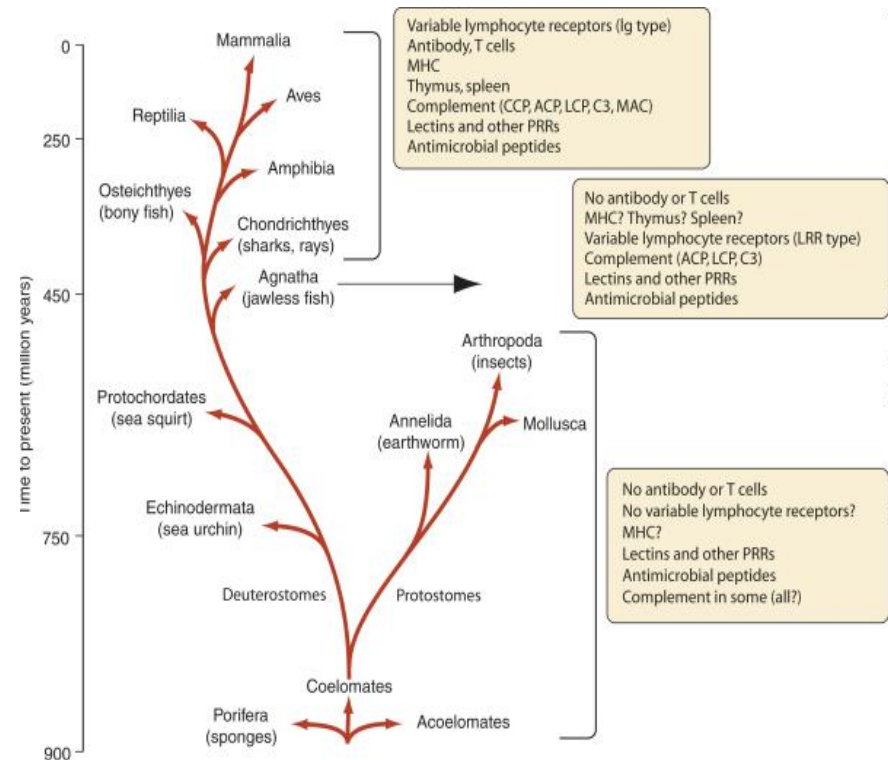 0
250
450
750
900
Time to present (million years)
Mammalia
Aves
Reptilia
Amphibia
Osteichthyes
(bony fish)
Chondrichthyes
(sharks, rays)
Agnatha
(jawless fish)
Protochordates
(sea squirt)
Echinodermata
(sea urchin)
Arthropoda
(insects)
Annelida
(earthworm)
Mollusca
Deuterostomes
Protostomes
Coelomates
Porifera
(sponges)
Acoelomates
Variable lymphocyte receptors (Ig type)
Antibody, T cells
MHC
Thymus, spleen
Complement (CCP, ACP, LCP, C3, MAC)
Lectins and other PRRs
Antimicrobial peptides
No antibody or T cells
MHC? Thymus? Spleen?
Variable lymphocyte receptors (LRR type)
Complement (ACP, LCP, C3)
Lectins and other PRRs
Antimicrobial peptides
No antibody or T cells
No variable lymphocyte receptors?
MHC?
Lectins and other PRRs
Antimicrobial peptides
Complement in some (all?)